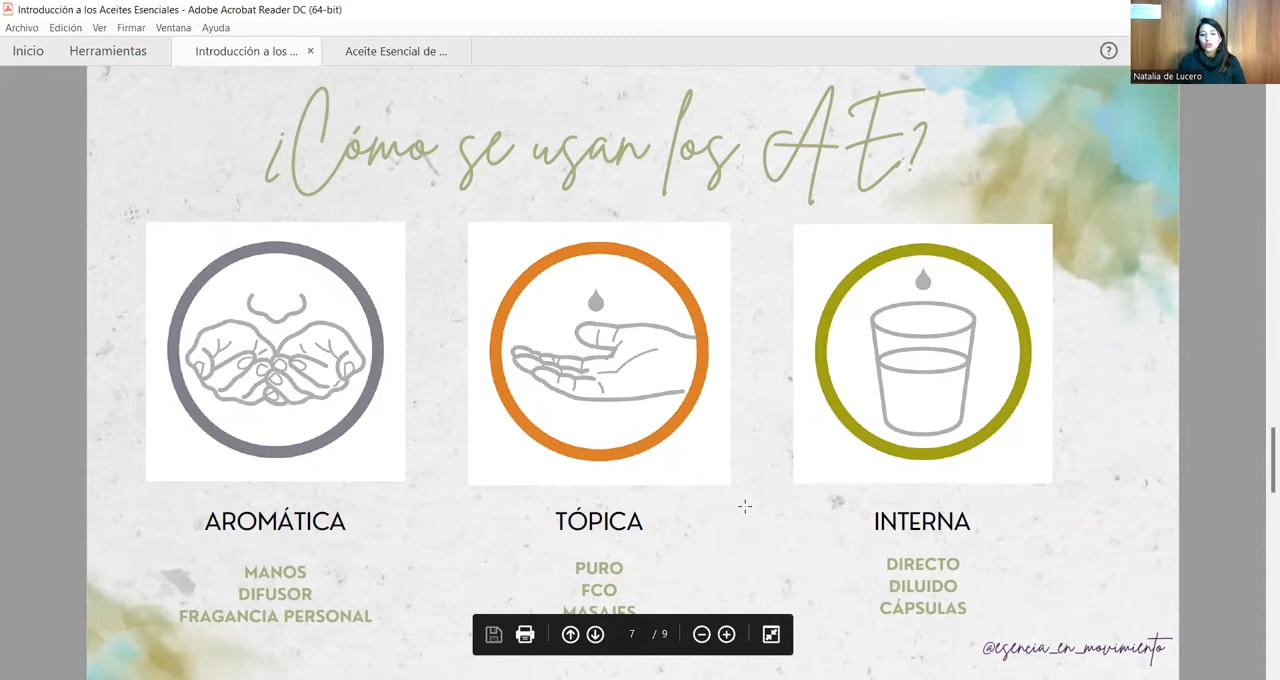 Introducción a los Aceites Esenciales - Adobe Acrobat Reader DC (64-bit)
Archivo Edición Ver Firmar Ventana Ayuda
Inicio Herramientas Introducción a los ... × Aceite Esencial de ... ?
Natalia de Lucero
¿Cómo se usan los AE?
AROMÁTICA
MANOS
DIFUSOR
FRAGANCIA PERSONAL
TÓPICA
PURO
FCO
MASAJES
INTERNA
DIRECTO
DILUIDO
CÁPSULAS
7 / 9
@esencia_en_movimiento